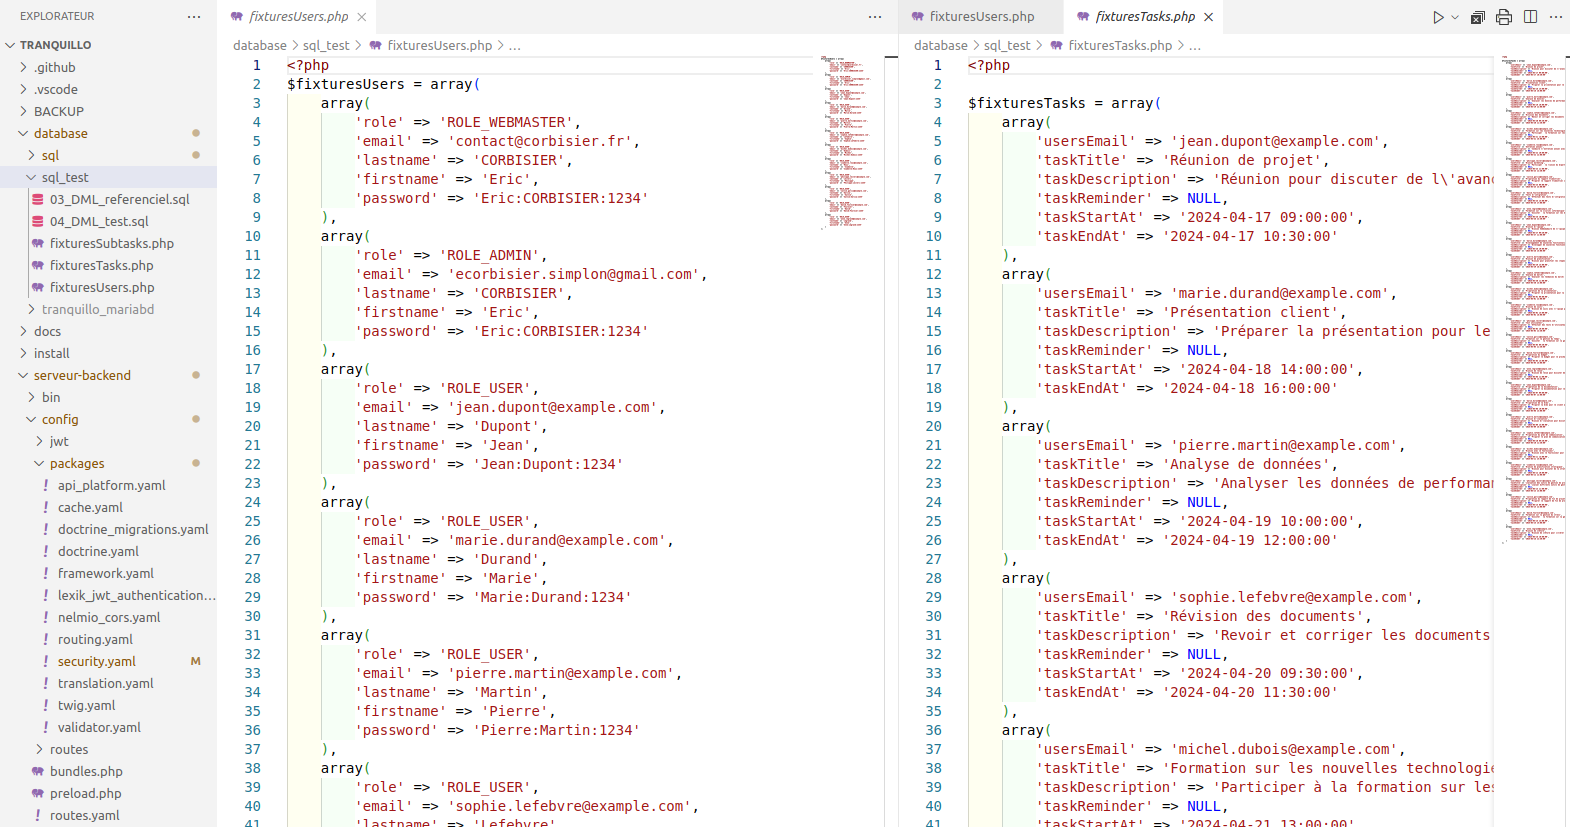 EXPLORATEUR
TRANQUILLO
.github
.vscode
BACKUP
database
sql
sql_test
03_DML_referenciel.sql
04_DML_test.sql
fixturesSubtasks.php
fixturesTasks.php
fixturesUsers.php
tranquillo_mariabd
docs
install
serveur-backend
bin
config
jwt
packages
! api_platform.yaml
! cache.yaml
! doctrine_migrations.yaml
! doctrine.yaml
! framework.yaml
! lexik_jwt_authentication...
! nelmio_cors.yaml
! routing.yaml
! security.yaml M
! translation.yaml
! twig.yaml
! validator.yaml
routes
bundles.php
preload.php
! routes.yaml
fixturesUsers.php
database > sql_test > fixturesUsers.php > ...
1 <?php
2 $fixturesUsers = array(
3 array(
4 'role' => 'ROLE_WEBMASTER',
5 'email' => 'contact@corbisier.fr',
6 'lastname' => 'CORBISIER',
7 'firstname' => 'Eric',
8 'password' => 'Eric:CORBISIER:1234'
9 ),
10 array(
11 'role' => 'ROLE_ADMIN',
12 'email' => 'ecorbisier.simplon@gmail.com',
13 'lastname' => 'CORBISIER',
14 'firstname' => 'Eric',
15 'password' => 'Eric:CORBISIER:1234'
16 ),
17 array(
18 'role' => 'ROLE_USER',
19 'email' => 'jean.dupont@example.com',
20 'lastname' => 'Dupont',
21 'firstname' => 'Jean',
22 'password' => 'Jean:Dupont:1234'
23 ),
24 array(
25 'role' => 'ROLE_USER',
26 'email' => 'marie.durand@example.com',
27 'lastname' => 'Durand',
28 'firstname' => 'Marie',
29 'password' => 'Marie:Durand:1234'
30 ),
31 array(
32 'role' => 'ROLE_USER',
33 'email' => 'pierre.martin@example.com',
34 'lastname' => 'Martin',
35 'firstname' => 'Pierre',
36 'password' => 'Pierre:Martin:1234'
37 ),
38 array(
39 'role' => 'ROLE_USER',
40 'email' => 'sophie.lefebvre@example.com',
41 'lastname' => 'Lefebvre'
fixturesUsers.php
fixturesTasks.php
database > sql_test > fixturesTasks.php > ...
1 <?php
2
3 $fixturesTasks = array(
4 array(
5 'usersEmail' => 'jean.dupont@example.com',
6 'taskTitle' => 'Réunion de projet',
7 'taskDescription' => 'Réunion pour discuter de l\'avanc
8 'taskReminder' => NULL,
9 'taskStartAt' => '2024-04-17 09:00:00',
10 'taskEndAt' => '2024-04-17 10:30:00'
11 ),
12 array(
13 'usersEmail' => 'marie.durand@example.com',
14 'taskTitle' => 'Présentation client',
15 'taskDescription' => 'Préparer la présentation pour le
16 'taskReminder' => NULL,
17 'taskStartAt' => '2024-04-18 14:00:00',
18 'taskEndAt' => '2024-04-18 16:00:00'
19 ),
20 array(
21 'usersEmail' => 'pierre.martin@example.com',
22 'taskTitle' => 'Analyse de données',
23 'taskDescription' => 'Analyser les données de performan
24 'taskReminder' => NULL,
25 'taskStartAt' => '2024-04-19 10:00:00',
26 'taskEndAt' => '2024-04-19 12:00:00'
27 ),
28 array(
29 'usersEmail' => 'sophie.lefebvre@example.com',
30 'taskTitle' => 'Révision des documents',
31 'taskDescription' => 'Revoir et corriger les documents
32 'taskReminder' => NULL,
33 'taskStartAt' => '2024-04-20 09:30:00',
34 'taskEndAt' => '2024-04-20 11:30:00'
35 ),
36 array(
37 'usersEmail' => 'michel.dubois@example.com',
38 'taskTitle' => 'Formation sur les nouvelles technologie
39 'taskDescription' => 'Participer à la formation sur les
40 'taskReminder' => NULL,
41 'taskStartAt' => '2024-04-21 13:00:00'